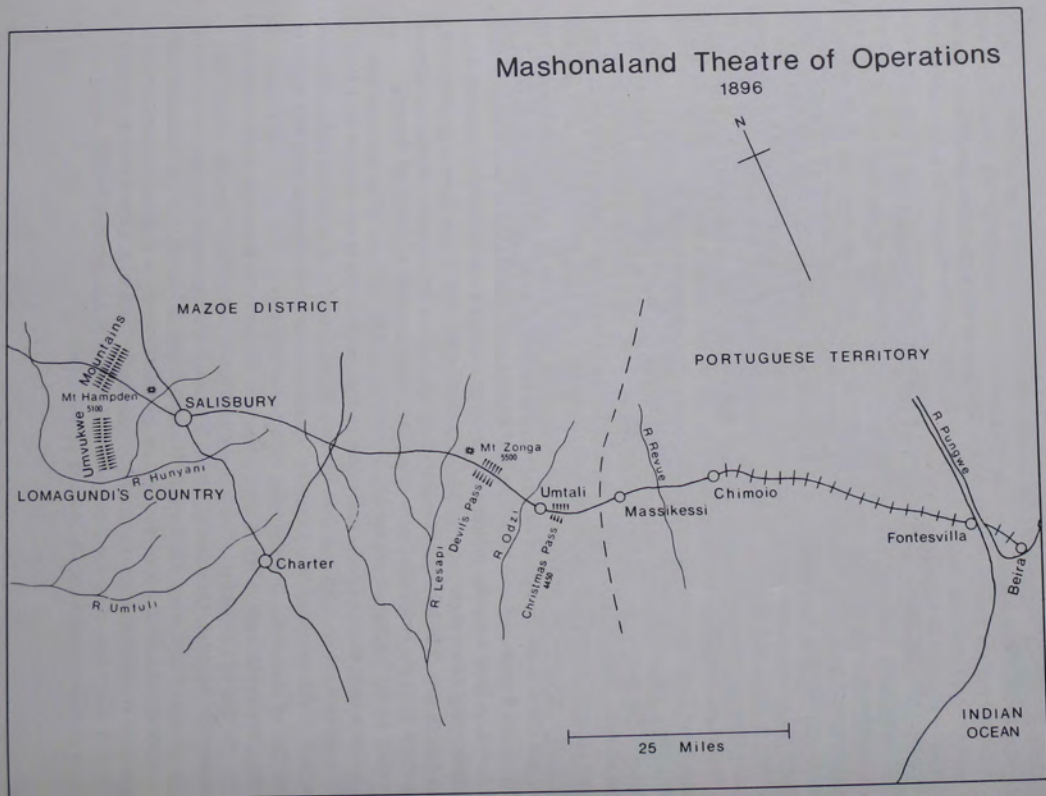 Mashonaland Theatre of Operations
1896
N
MAZOE DISTRICT
PORTUGUESE TERRITORY
Mountains
Mt Hampden
5100
Umvukwe
SALISBURY
R. Hunyani
LOMAGUNDI'S COUNTRY
R. Umfuli
Charter
R. Lesapi
Devil's Pass
Mt Zonga
5500
R. Odzi
Umtali
Christmas Pass
4450
Massikessi
R Revue
Chimoio
R. Pungwe
Fontesvilla
Beira
25 Miles
INDIAN
OCEAN